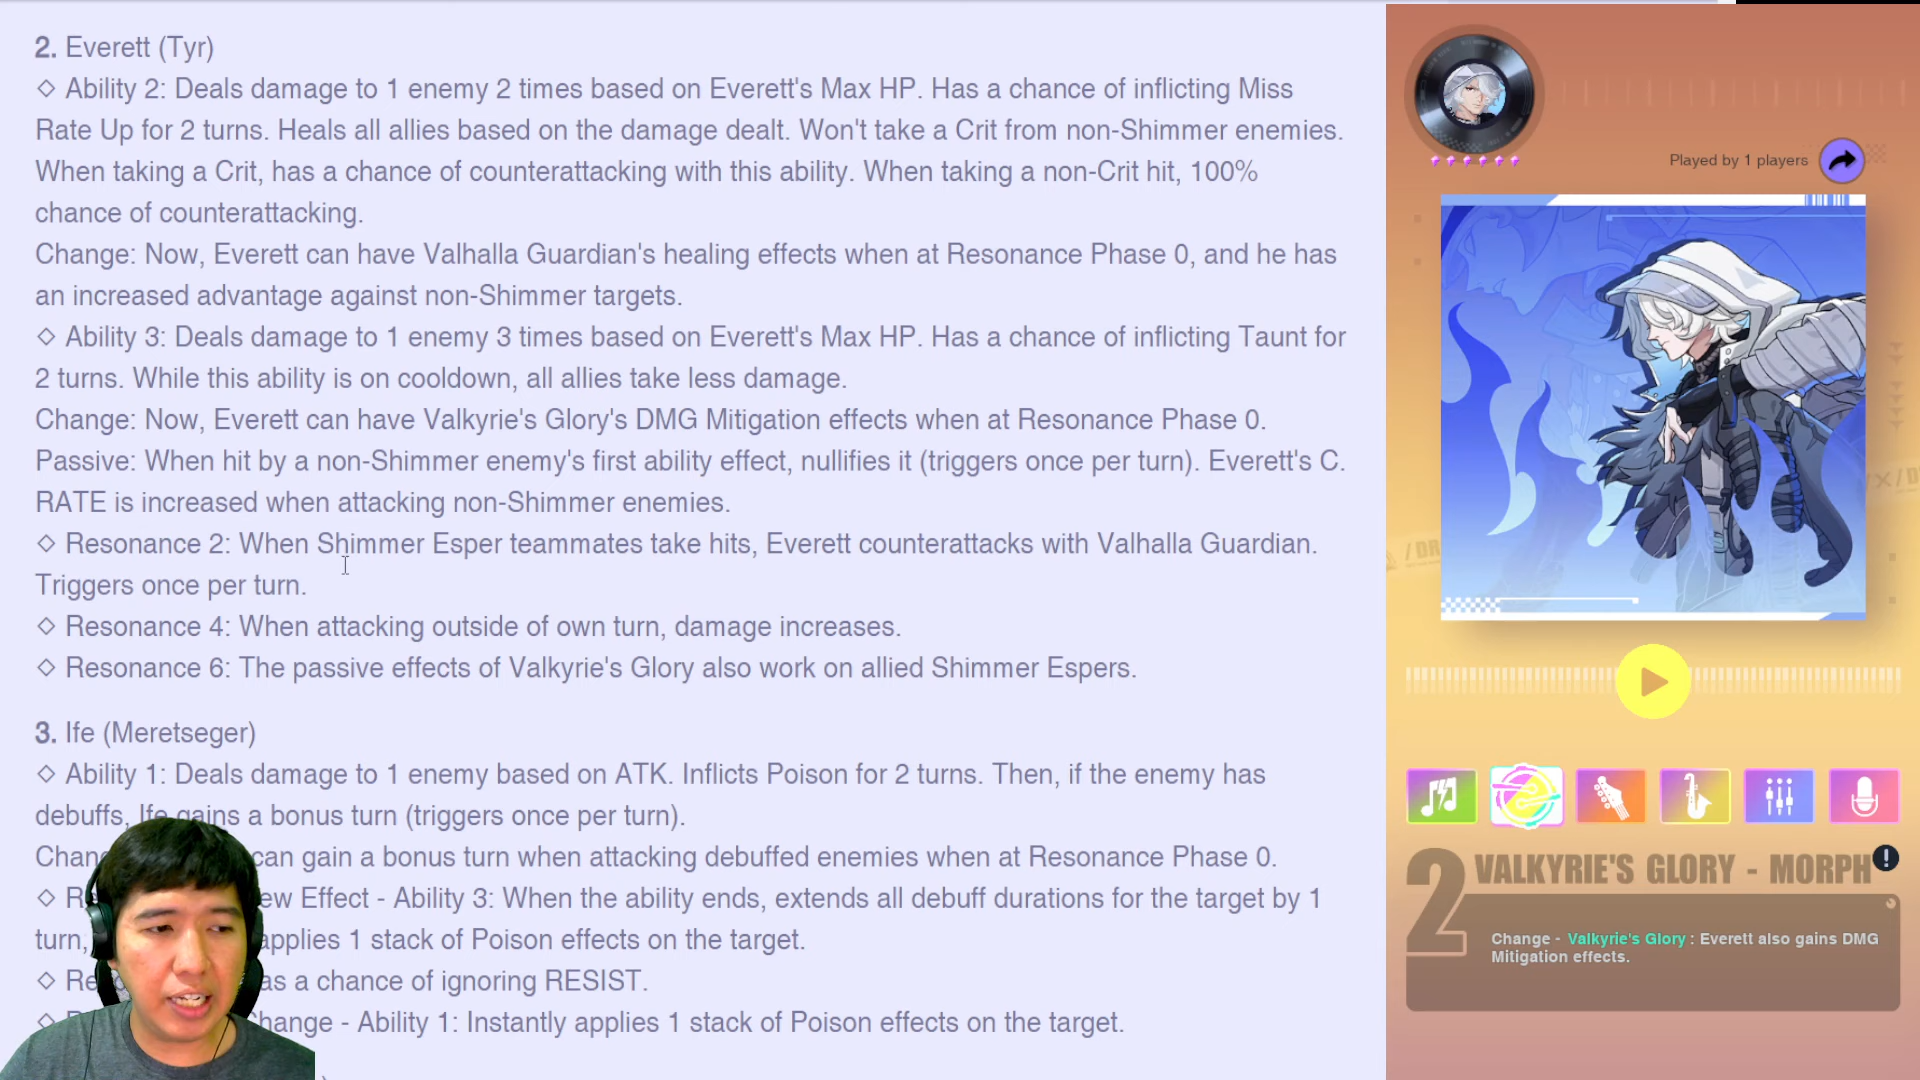 2. Everett (Tyr)
◇ Ability 2: Deals damage to 1 enemy 2 times based on Everett's Max HP. Has a chance of inflicting Miss
Rate Up for 2 turns. Heals all allies based on the damage dealt. Won't take a Crit from non-Shimmer enemies.
When taking a Crit, has a chance of counterattacking with this ability. When taking a non-Crit hit, 100%
chance of counterattacking.
Change: Now, Everett can have Valhalla Guardian's healing effects when at Resonance Phase 0, and he has
an increased advantage against non-Shimmer targets.
◇ Ability 3: Deals damage to 1 enemy 3 times based on Everett's Max HP. Has a chance of inflicting Taunt for
2 turns. While this ability is on cooldown, all allies take less damage.
Change: Now, Everett can have Valkyrie's Glory's DMG Mitigation effects when at Resonance Phase 0.
Passive: When hit by a non-Shimmer enemy's first ability effect, nullifies it (triggers once per turn). Everett's C.
RATE is increased when attacking non-Shimmer enemies.
◇ Resonance 2: When Shimmer Esper teammates take hits, Everett counterattacks with Valhalla Guardian.
Triggers once per turn.
◇ Resonance 4: When attacking outside of own turn, damage increases.
◇ Resonance 6: The passive effects of Valkyrie's Glory also work on allied Shimmer Espers.
3. Ife (Meretseger)
◇ Ability 1: Deals damage to 1 enemy based on ATK. Inflicts Poison for 2 turns. Then, if the enemy has
debuffs, Ife gains a bonus turn (triggers once per turn).
can gain a bonus turn when attacking debuffed enemies when at Resonance Phase 0.
◇ Effect - Ability 3: When the ability ends, extends all debuff durations for the target by 1
turn, applies 1 stack of Poison effects on the target.
◇ a chance of ignoring RESIST.
◇ - Ability 1: Instantly applies 1 stack of Poison effects on the target.
Played by 1 players
2 VALKYRIE'S GLORY - MORPH
Change - Valkyrie's Glory : Everett also gains DMG
Mitigation effects.